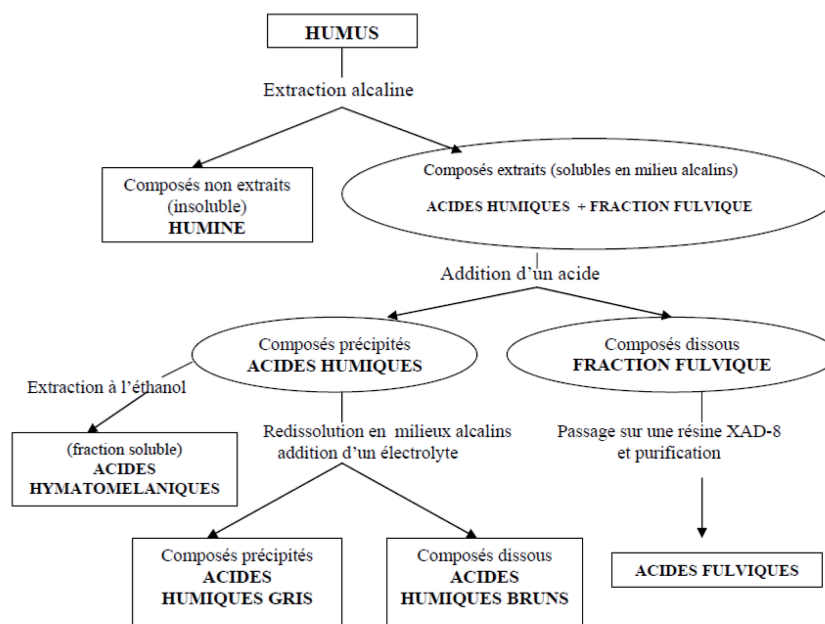 HUMUS
Extraction alcaline
Composés non extraits
(insoluble)
HUMINE
Composés extraits (solubles en milieu alcalins)
ACIDES HUMIQUES + FRACTION FULVIQUE
Addition d'un acide
Composés précipités
ACIDES HUMIQUES
Composés dissous
FRACTION FULVIQUE
Extraction à l'éthanol
(fraction soluble)
ACIDES
HYMATOMELANIQUES
Redissolution en milieux alcalins
addition d'un électrolyte
Passage sur une résine XAD-8
et purification
Composés précipités
ACIDES
HUMIQUES GRIS
Composés dissous
ACIDES
HUMIQUES BRUNS
ACIDES FULVIQUES